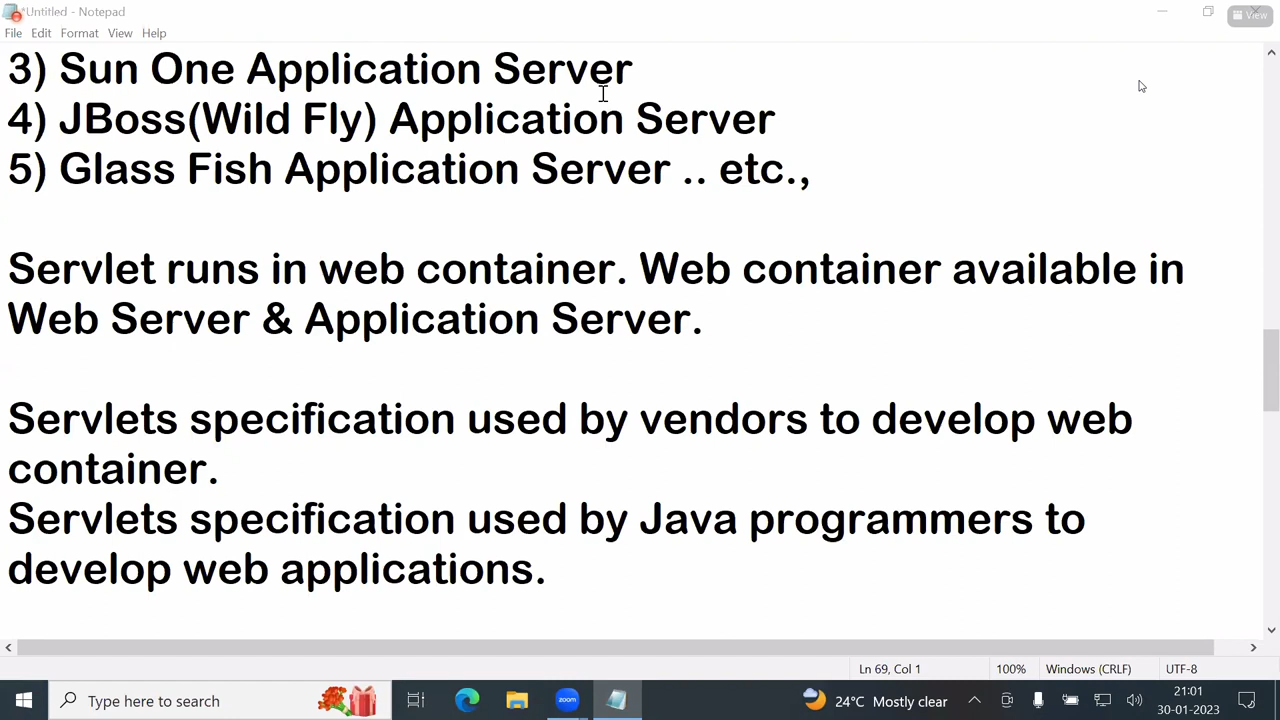 *Untitled - Notepad
View
File Edit Format View Help
3) Sun One Application Server
4) JBoss(Wild Fly) Application Server
5) Glass Fish Application Server .. etc.,
Servlet runs in web container. Web container available in
Web Server & Application Server.
Servlets specification used by vendors to develop web
container.
Servlets specification used by Java programmers to
develop web applications.
Ln 69, Col 1 100% Windows (CRLF) UTF-8
Type here to search zoom 24°C Mostly clear 21:01
30-01-2023